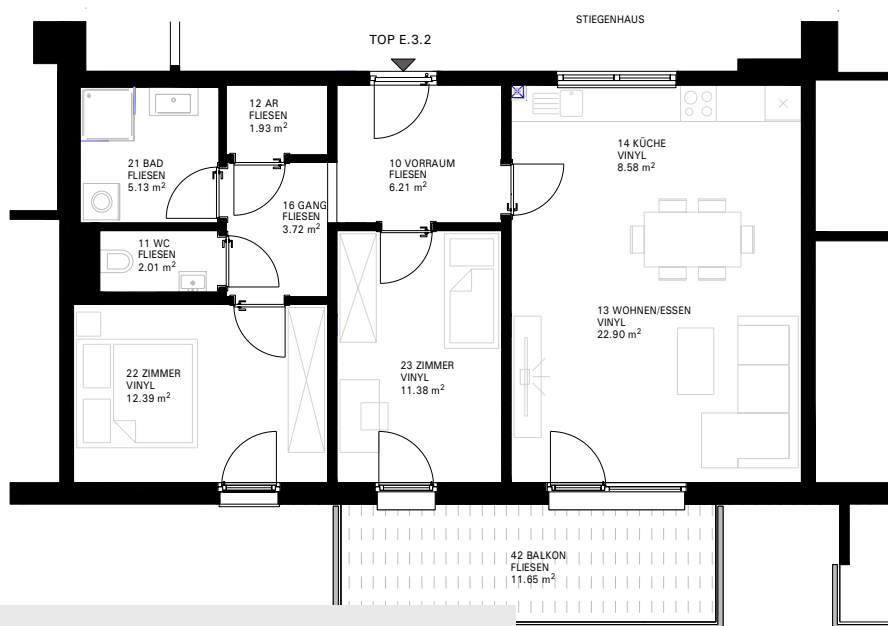 STIEGENHAUS
TOP E.3.2
12 AR
FLIESEN
1.93 m²
21 BAD
FLIESEN
5.13 m²
10 VORRAUM
FLIESEN
6.21 m²
14 KÜCHE
VINYL
8.58 m²
16 GANG
FLIESEN
3.72 m²
11 WC
FLIESEN
2.01 m²
13 WOHNEN/ESSEN
VINYL
22.90 m²
22 ZIMMER
VINYL
12.39 m²
23 ZIMMER
VINYL
11.38 m²
42 BALKON
FLIESEN
11.65 m²